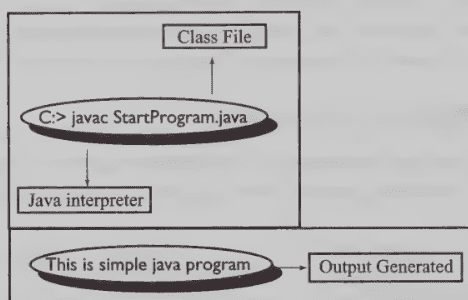 Class File
C:> javac StartProgram.java
Java interpreter
This is simple java program
Output Generated